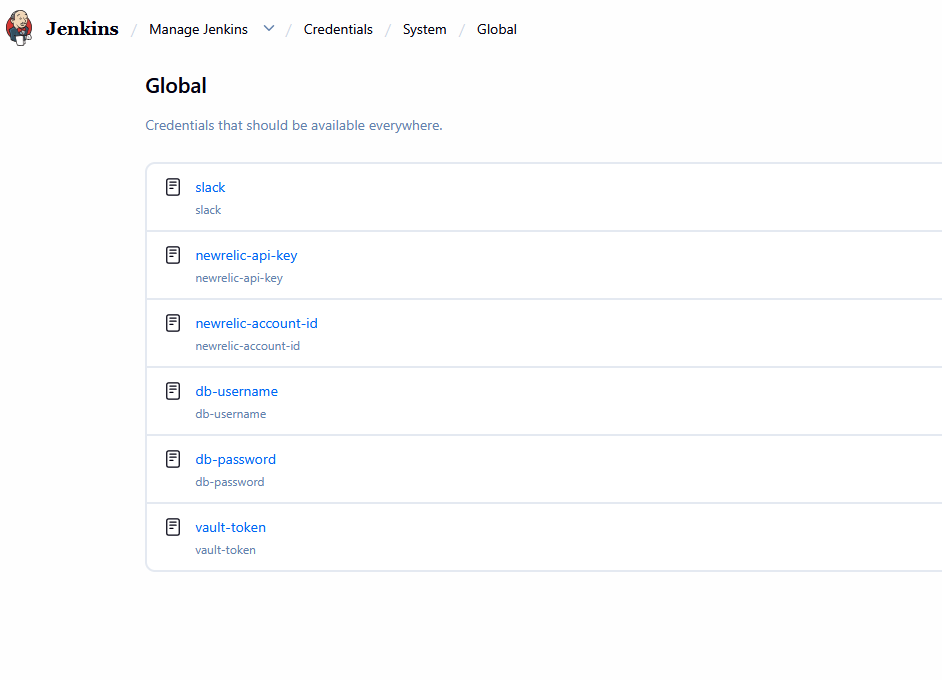 Jenkins / Manage Jenkins / Credentials / System / Global
Global
Credentials that should be available everywhere.
slack
slack
newrelic-api-key
newrelic-api-key
newrelic-account-id
newrelic-account-id
db-username
db-username
db-password
db-password
vault-token
vault-token